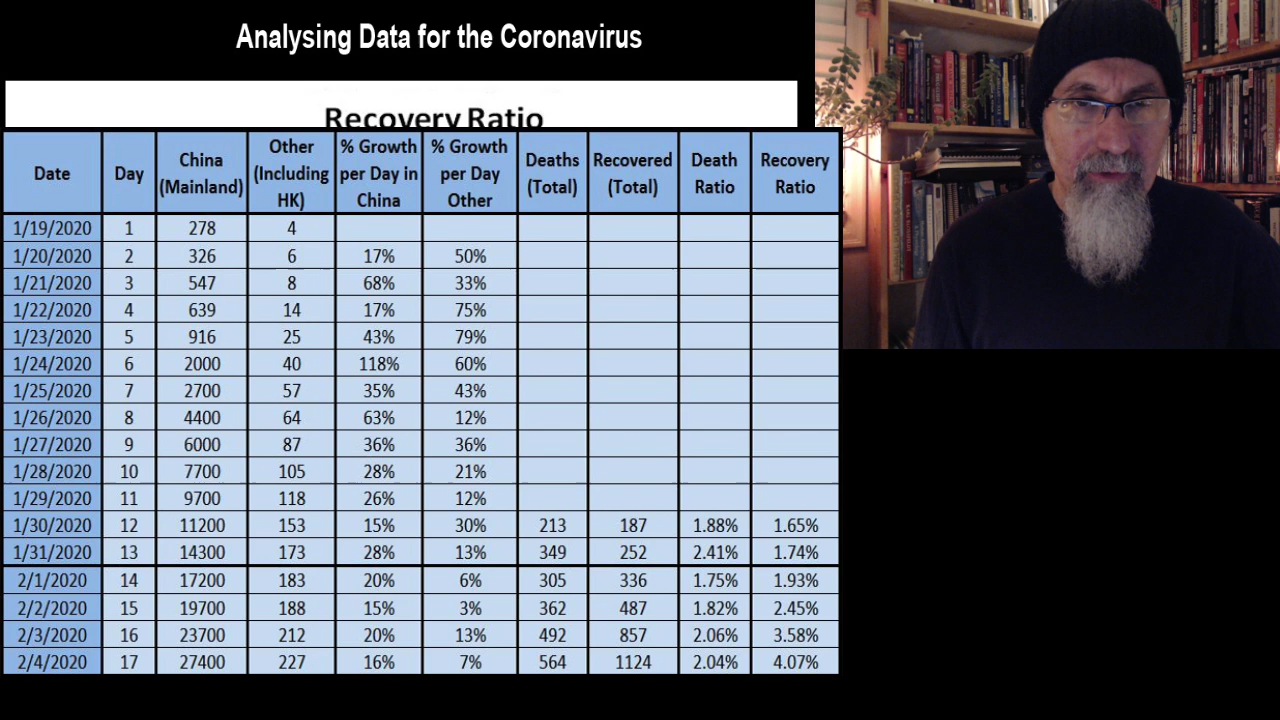 Analysing Data for the Coronavirus
Recovery Ratio
Date Day China (Mainland) Other (Including HK) % Growth per Day in China % Growth per Day Other Deaths (Total) Recovered (Total) Death Ratio Recovery Ratio
1/19/2020 1 278 4
1/20/2020 2 326 6 17% 50%
1/21/2020 3 547 8 68% 33%
1/22/2020 4 639 14 17% 75%
1/23/2020 5 916 25 43% 79%
1/24/2020 6 2000 40 118% 60%
1/25/2020 7 2700 57 35% 43%
1/26/2020 8 4400 64 63% 12%
1/27/2020 9 6000 87 36% 36%
1/28/2020 10 7700 105 28% 21%
1/29/2020 11 9700 118 26% 12%
1/30/2020 12 11200 153 15% 30% 213 187 1.88% 1.65%
1/31/2020 13 14300 173 28% 13% 349 252 2.41% 1.74%
2/1/2020 14 17200 183 20% 6% 305 336 1.75% 1.93%
2/2/2020 15 19700 188 15% 3% 362 487 1.82% 2.45%
2/3/2020 16 23700 212 20% 13% 492 857 2.06% 3.58%
2/4/2020 17 27400 227 16% 7% 564 1124 2.04% 4.07%